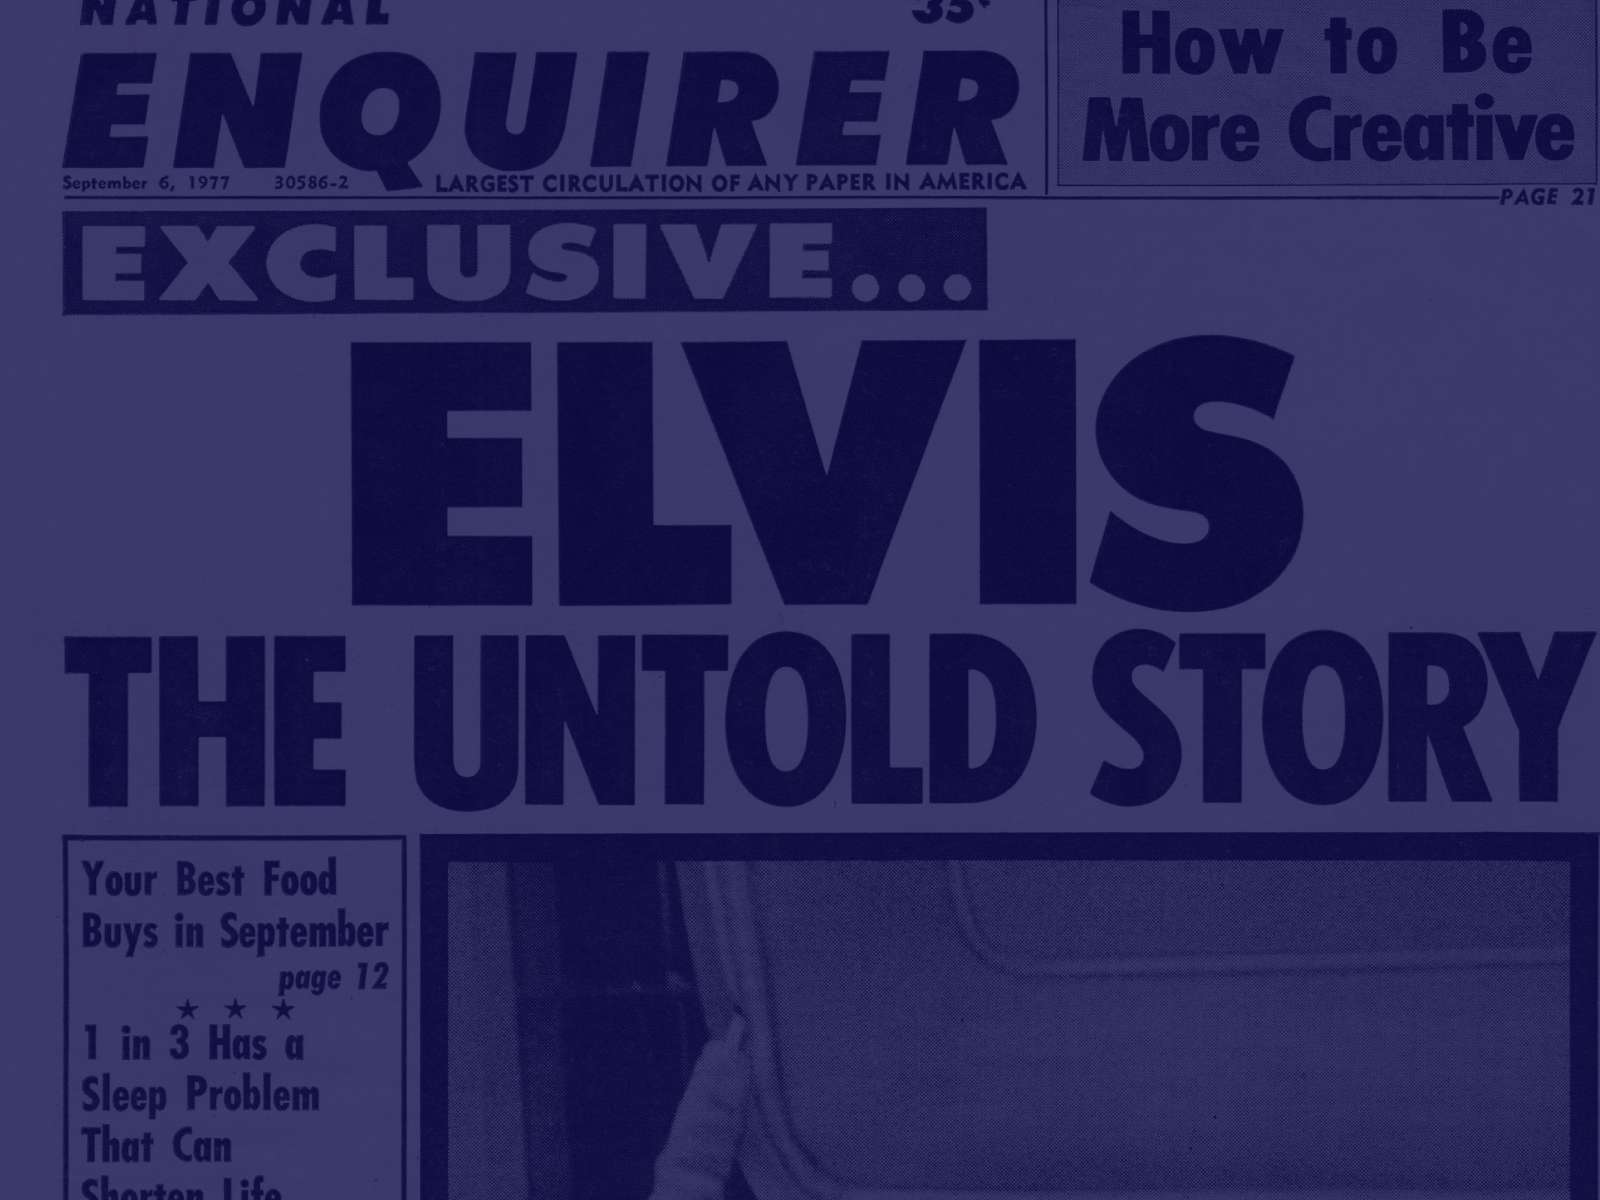 NATIONAL
35¢
ENQUIRER
September 6, 1977 30586-2 LARGEST CIRCULATION OF ANY PAPER IN AMERICA
How to Be
More Creative
PAGE 21
EXCLUSIVE...
ELVIS
THE UNTOLD STORY
Your Best Food
Buys in September
page 12
★ ★ ★
1 in 3 Has a
Sleep Problem
That Can
Shorten Life